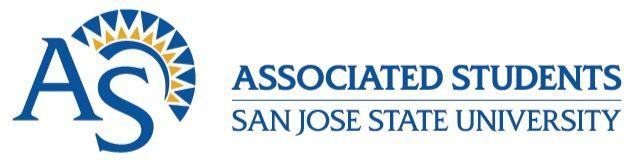 AS
ASSOCIATED STUDENTS
SAN JOSE STATE UNIVERSITY